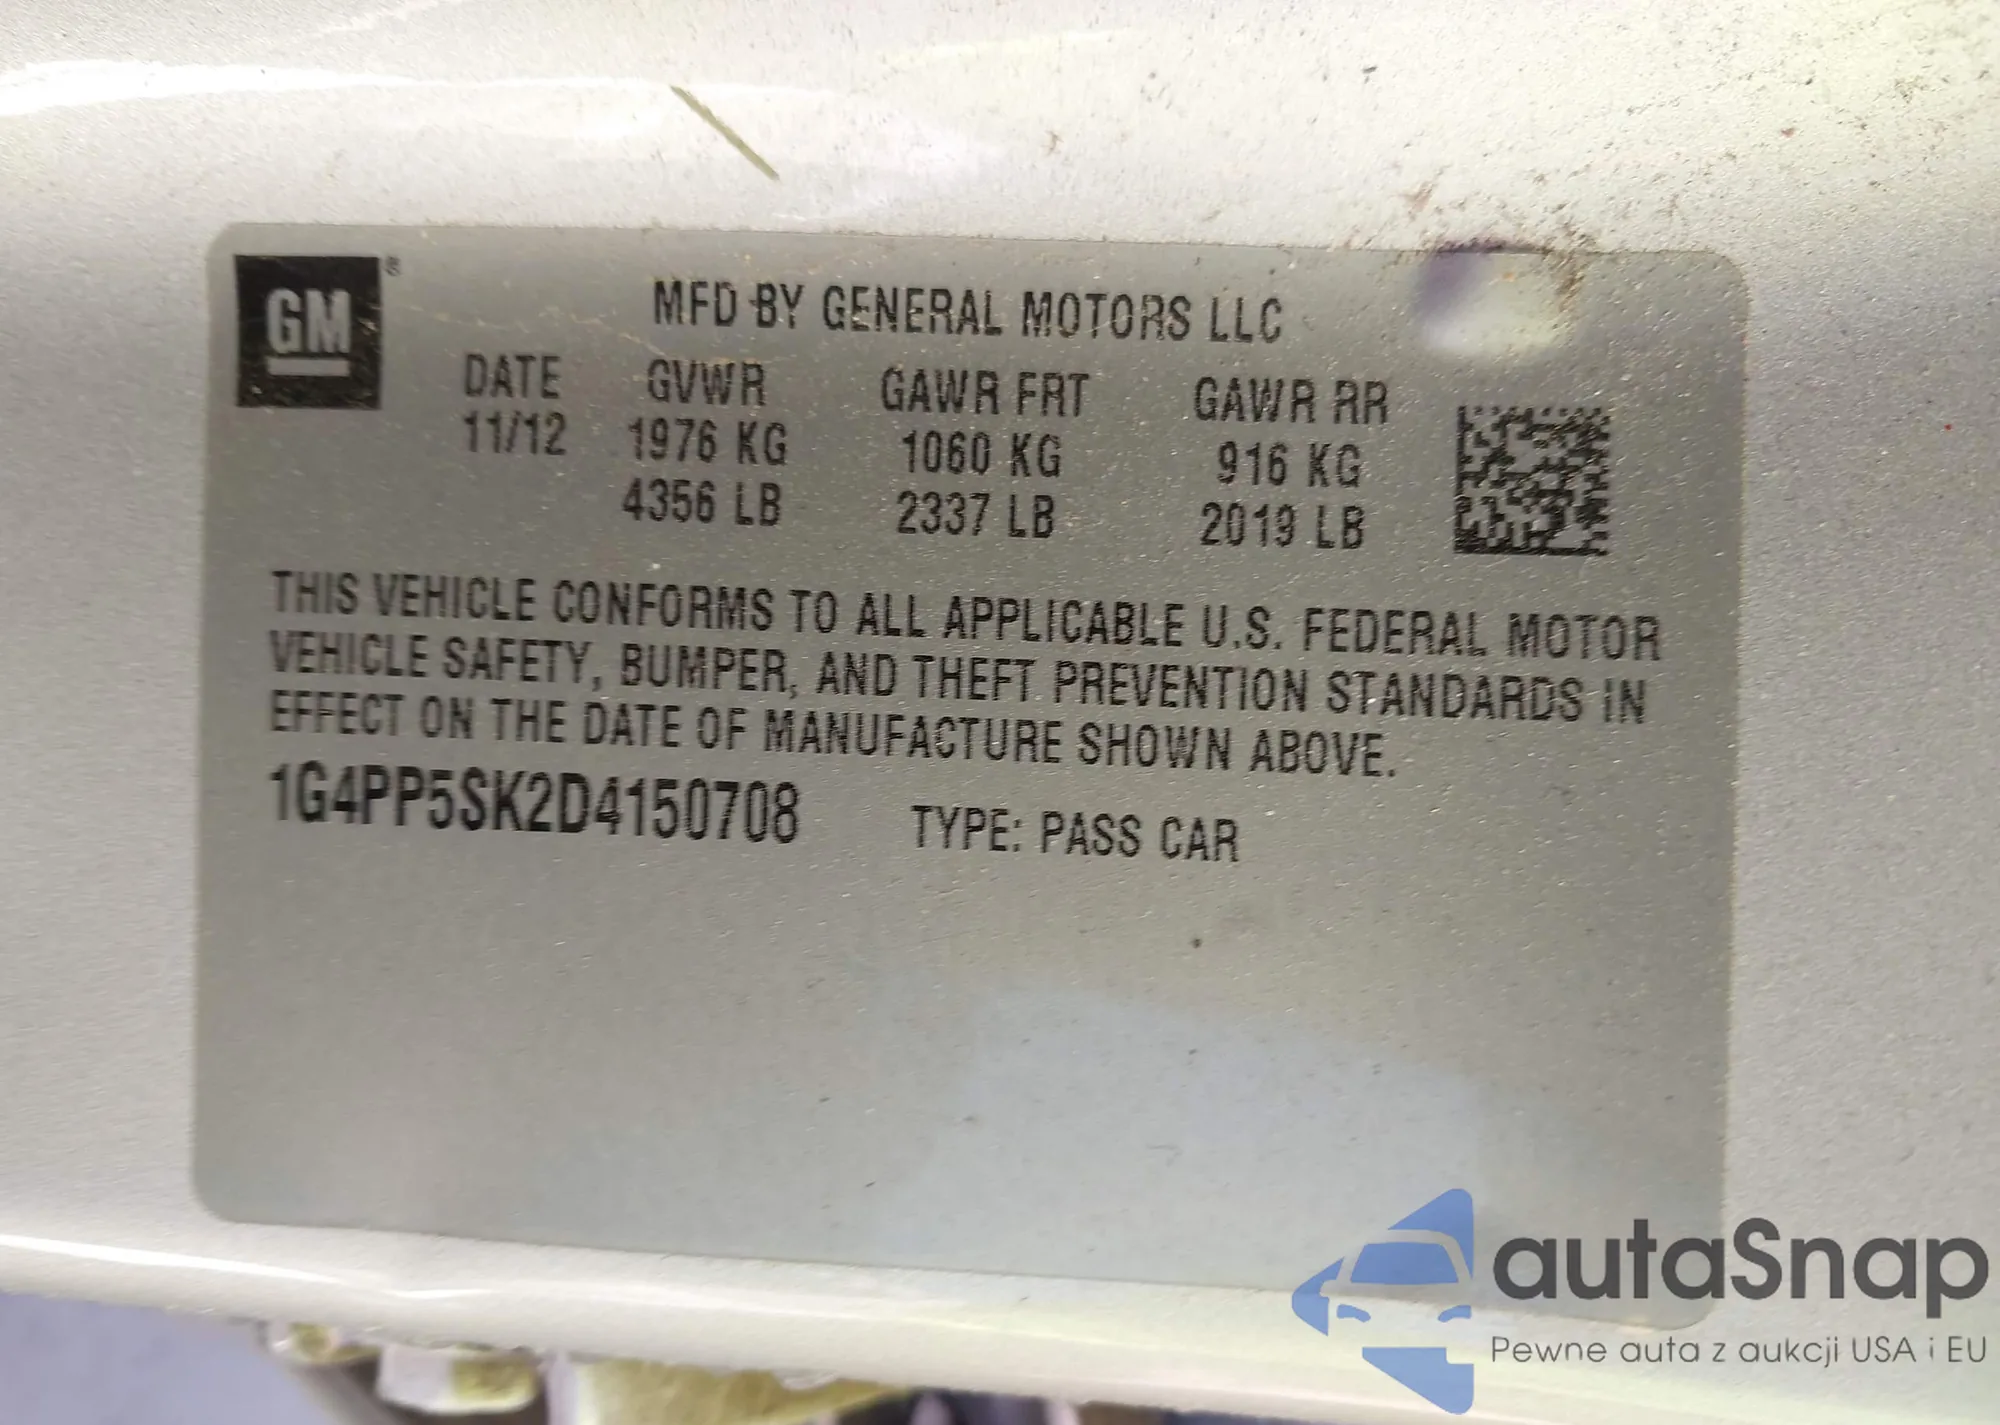 GM ®
MFD BY GENERAL MOTORS LLC
DATE GVWR GAWR FRT GAWR RR
11/12 1976 KG 1060 KG 916 KG
4356 LB 2337 LB 2019 LB
THIS VEHICLE CONFORMS TO ALL APPLICABLE U.S. FEDERAL MOTOR
VEHICLE SAFETY, BUMPER, AND THEFT PREVENTION STANDARDS IN
EFFECT ON THE DATE OF MANUFACTURE SHOWN ABOVE.
1G4PP5SK2D4150708 TYPE: PASS CAR
autaSnap
Pewne auta z aukcji USA i EU